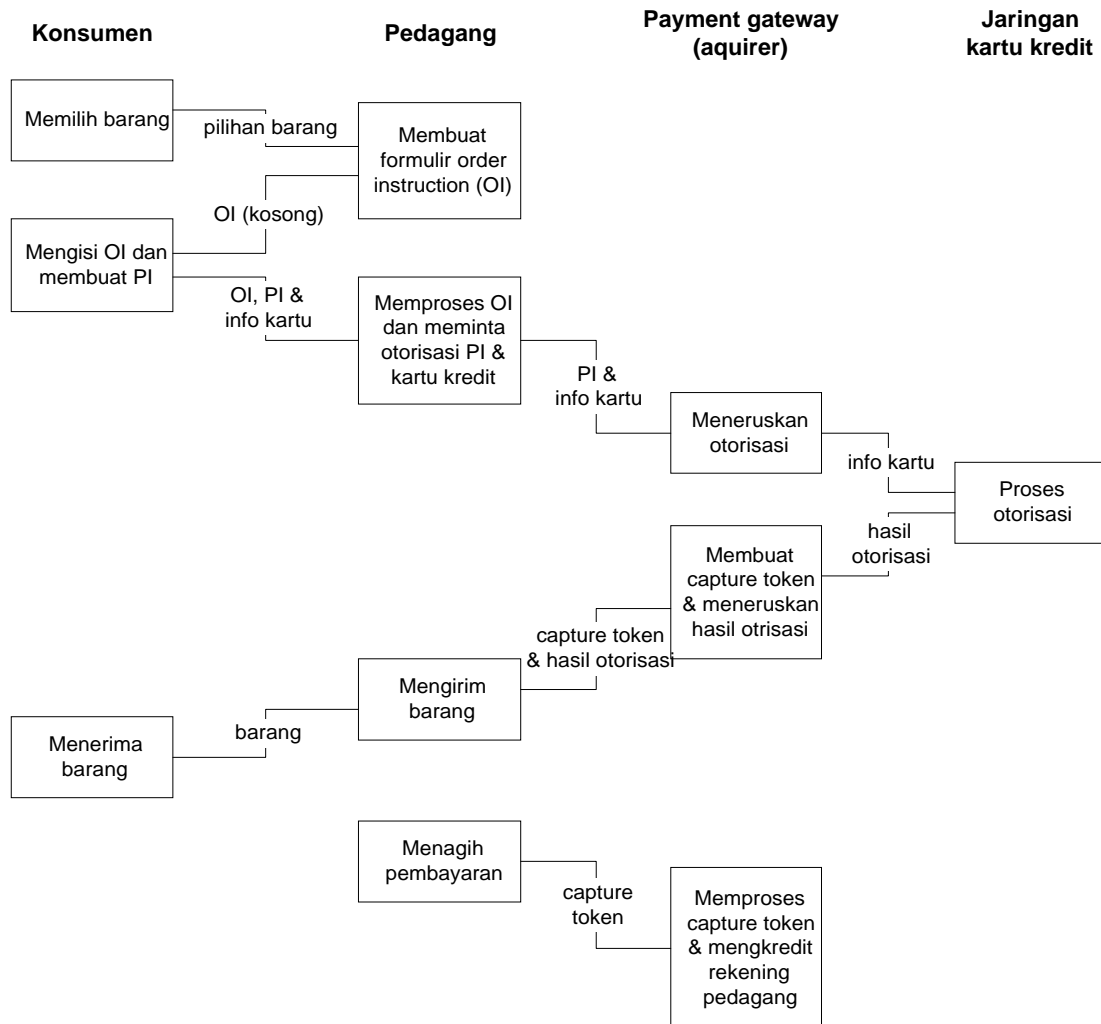 Konsumen
Pedagang
Payment gateway
(aquirer)
Jaringan
kartu kredit
Memilih barang
pilihan barang
Membuat
formulir order
instruction (OI)
OI (kosong)
Mengisi OI dan
membuat PI
OI, PI &
info kartu
Memproses OI
dan meminta
otorisasi PI &
kartu kredit
PI &
info kartu
Meneruskan
otorisasi
info kartu
Proses
otorisasi
hasil
otorisasi
Membuat
capture token
& meneruskan
hasil otrisasi
capture token
& hasil otorisasi
Mengirim
barang
barang
Menerima
barang
Menagih
pembayaran
capture
token
Memproses
capture token
& mengkredit
rekening
pedagang